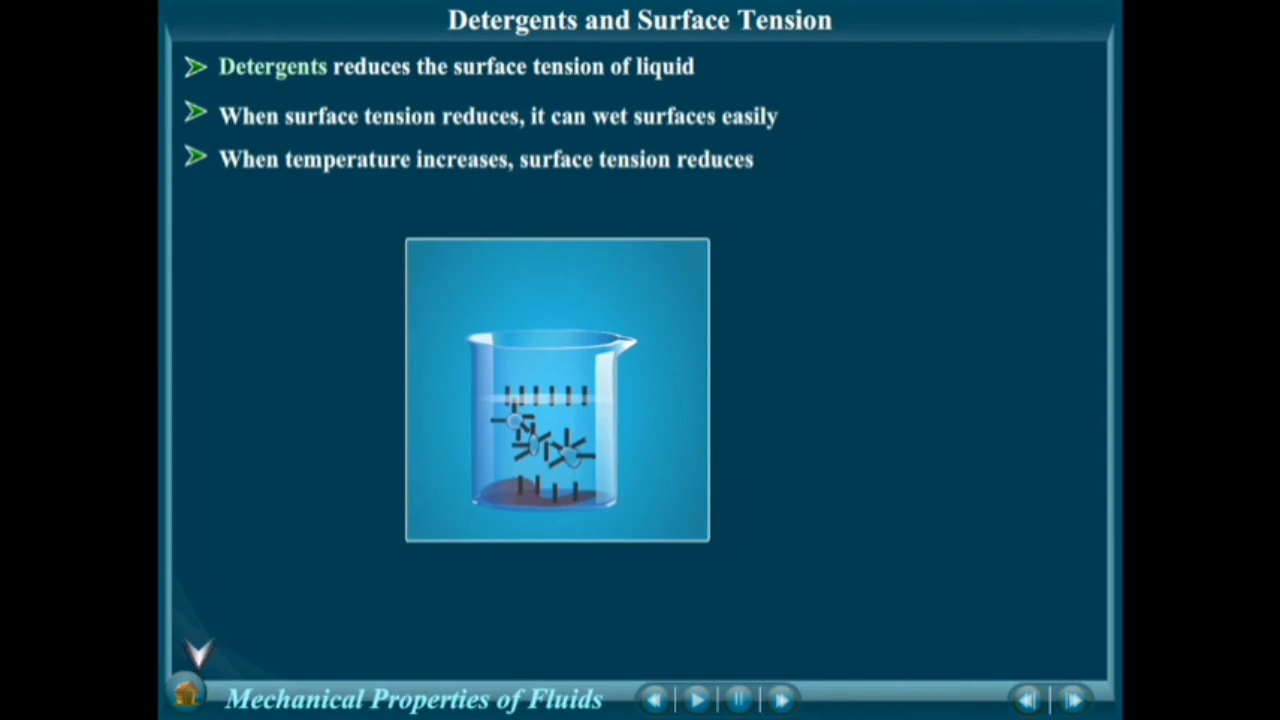 Detergents and Surface Tension
Detergents reduces the surface tension of liquid
When surface tension reduces, it can wet surfaces easily
When temperature increases, surface tension reduces
Mechanical Properties of Fluids